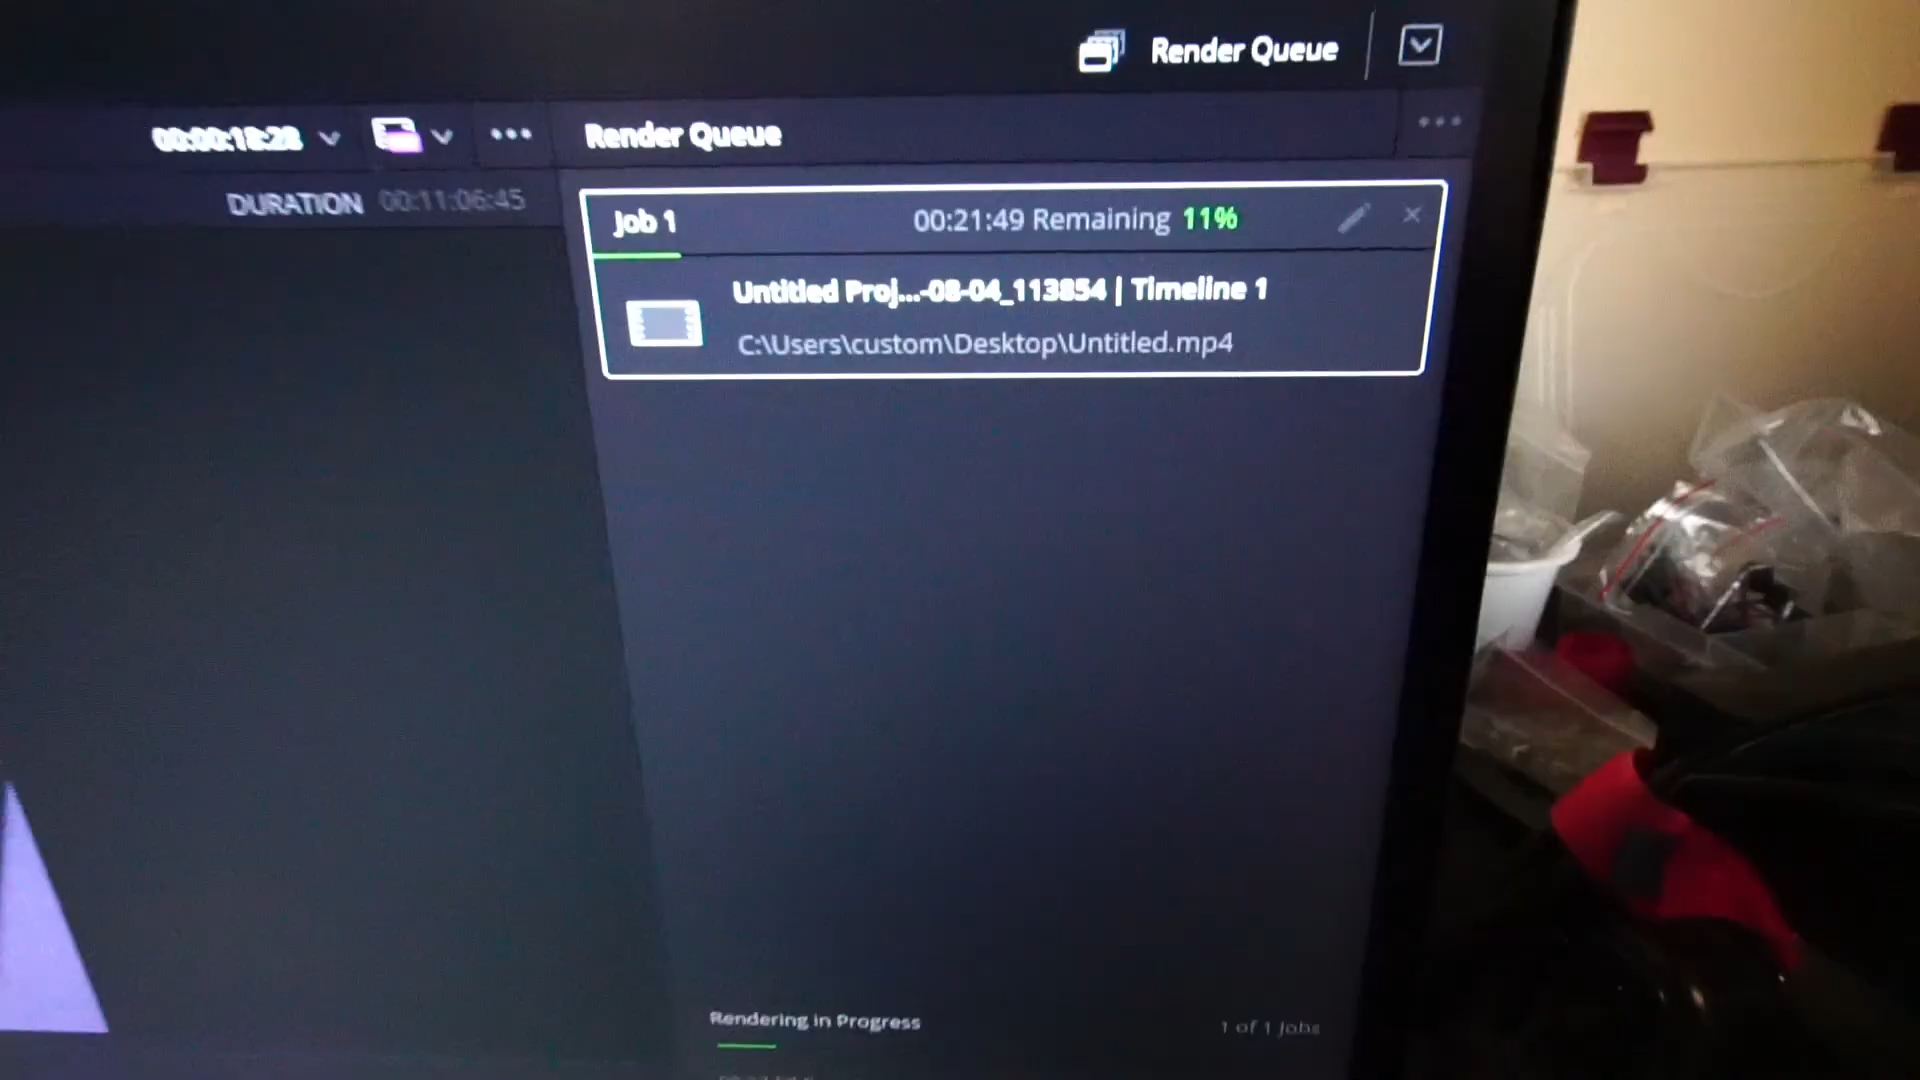 Render Queue
00:00:18:28
Render Queue
DURATION 00:11:06:45
Job 1
00:21:49 Remaining 11%
Untitled Proj...-08-04_113854 | Timeline 1
C:\Users\custom\Desktop\Untitled.mp4
Rendering in Progress
1 of 1 Jobs